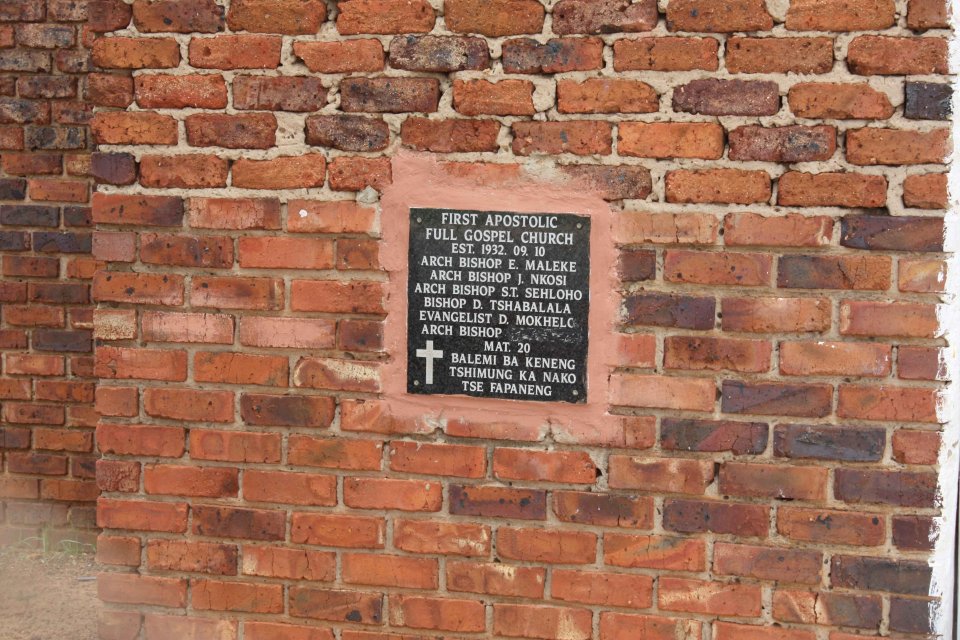 FIRST APOSTOLIC
FULL GOSPEL CHURCH
EST. 1932. 09. 10
ARCH BISHOP E. MALEKE
ARCH BISHOP J. NKOSI
ARCH BISHOP S.T. SEHLOHO
BISHOP D. TSHABALALA
EVANGELIST D. MOKHELO
ARCH BISHOP
MAT. 20
BALEMI BA KENENG
TSHIMUNG KA NAKO
TSE FAPANENG